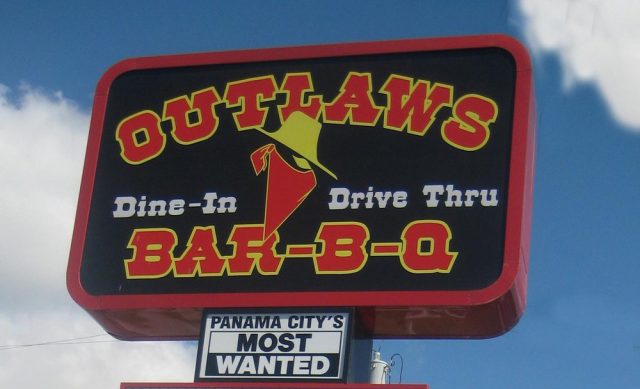 OUTLAWS
Dine-In Drive Thru
BAR-B-Q
PANAMA CITY'S
MOST
WANTED